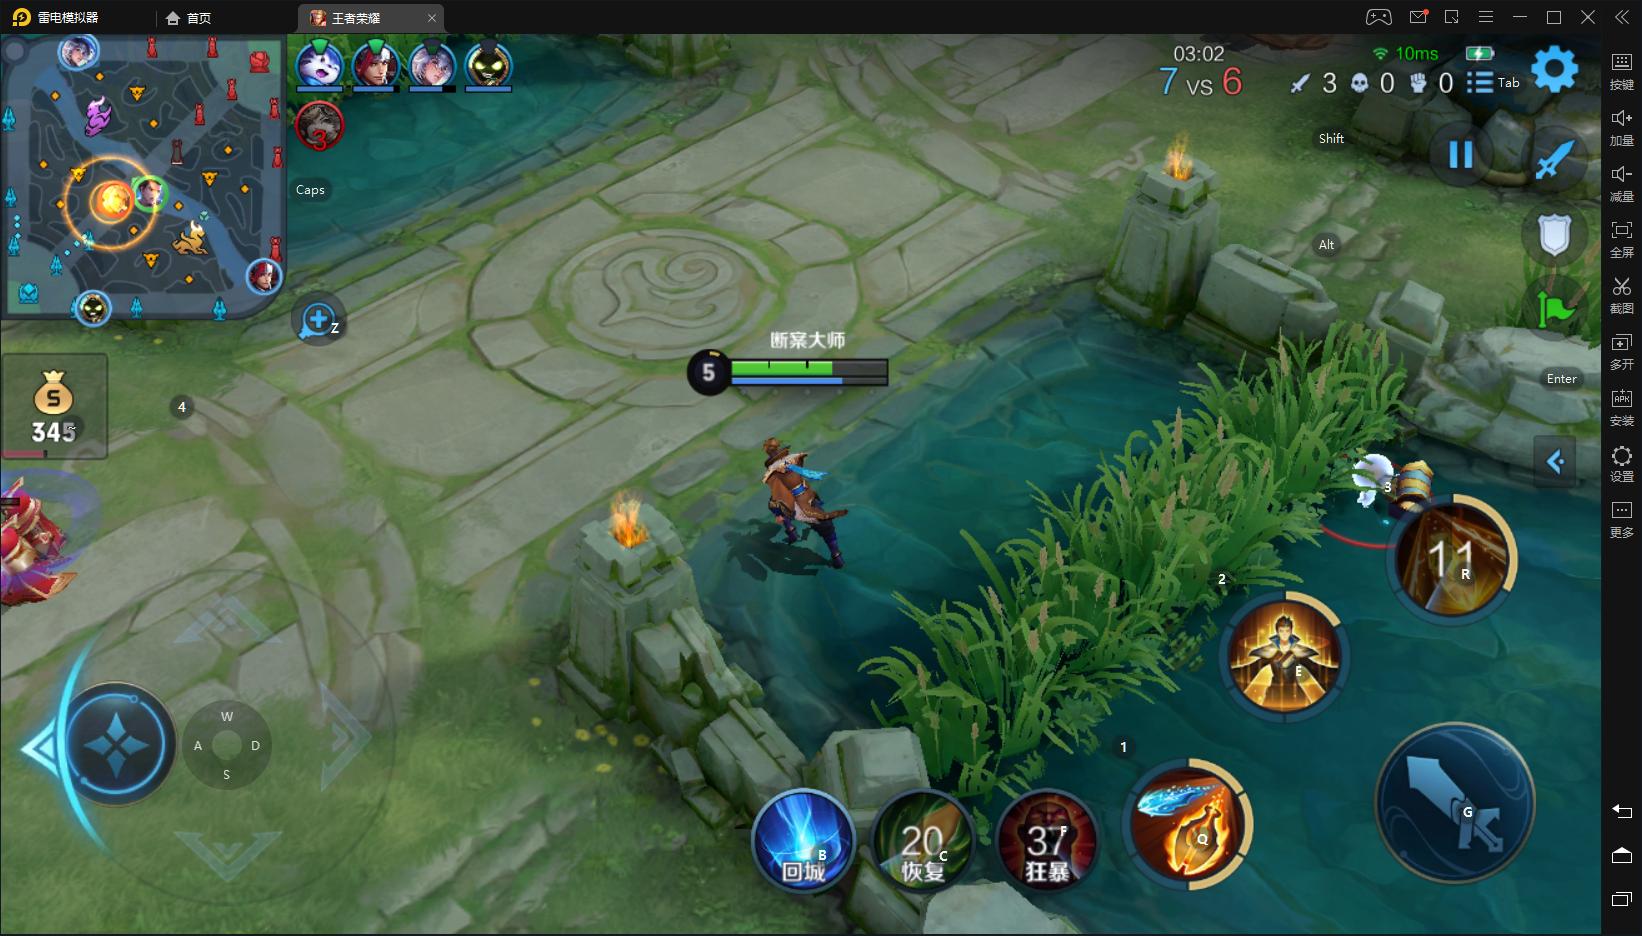 雷电模拟器
首页
王者荣耀
03:02
10ms
7 vs 6
3
0
0
Tab
Shift
Caps
3
Alt
Z
断案大师
5
Enter
345
4
3
11
R
2
E
W
A
D
S
1
G
B
回城
20
C
恢复
37
F
狂暴
Q
按键
加量
减量
全屏
截图
多开
APK
安装
设置
更多